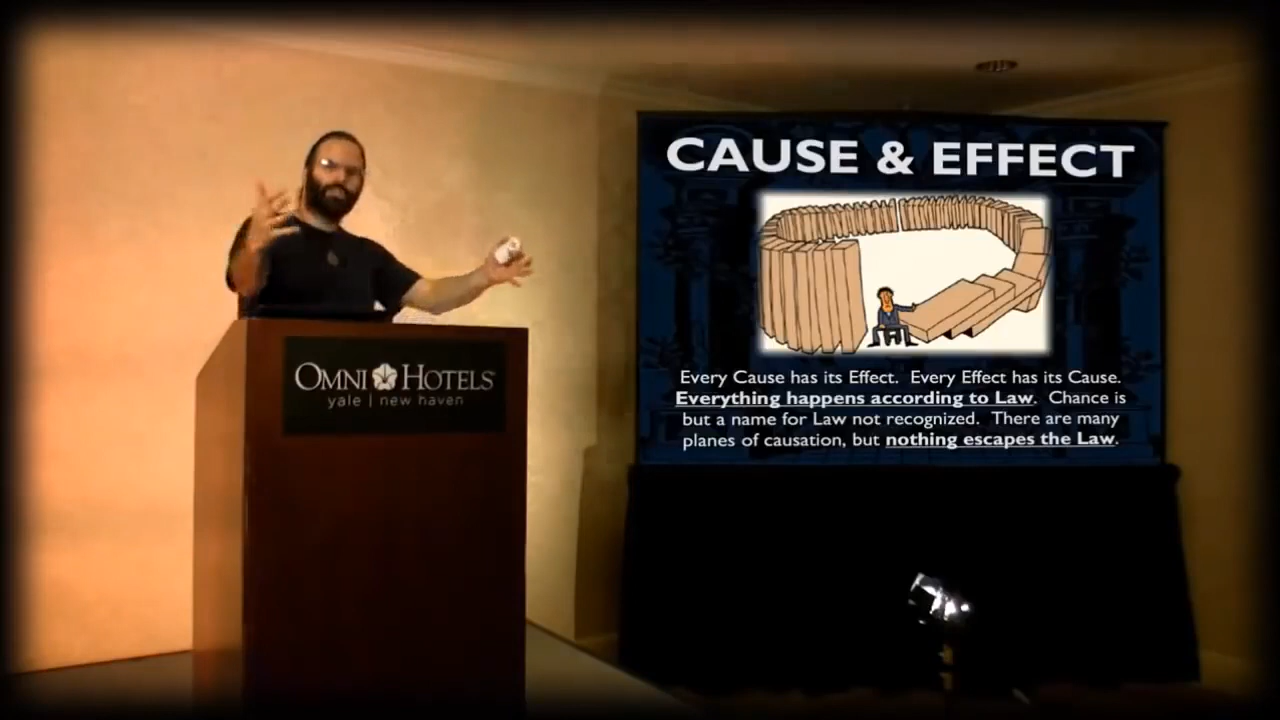 OMNI HOTELS
yale | new haven
CAUSE & EFFECT
Every Cause has its Effect. Every Effect has its Cause.
Everything happens according to Law. Chance is
but a name for Law not recognized. There are many
planes of causation, but nothing escapes the Law.